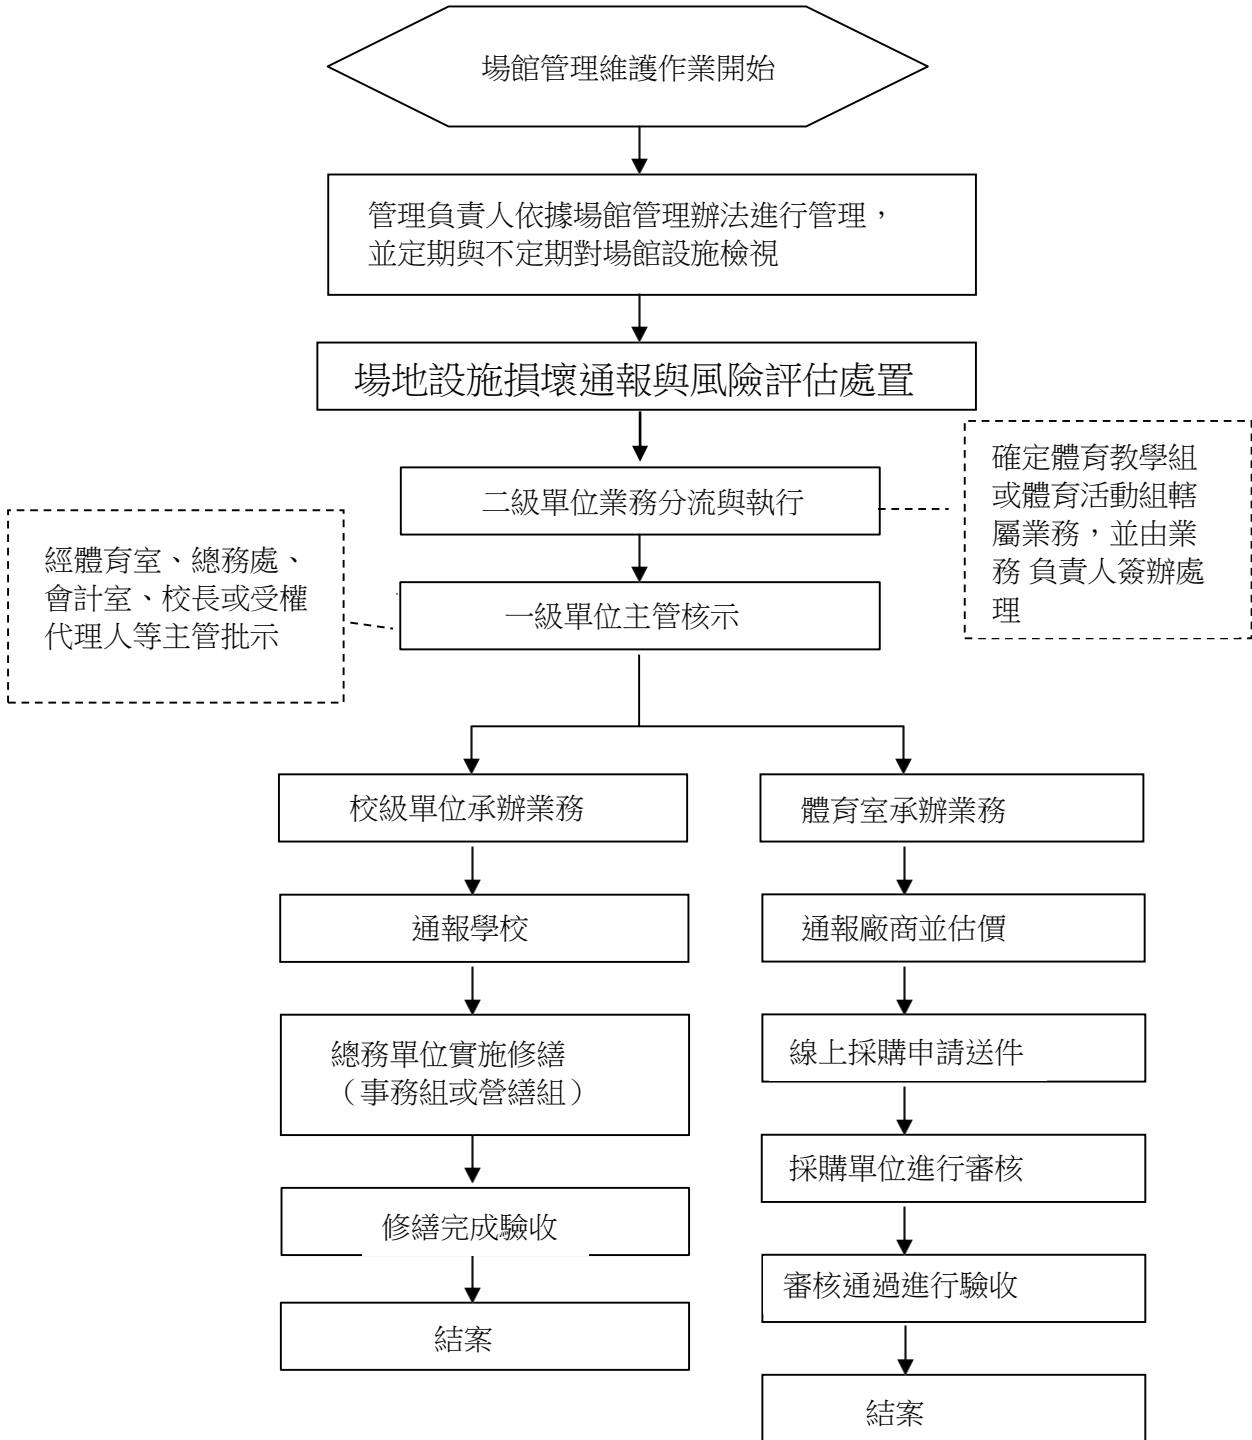 場館管理維護作業開始
管理負責人依據場館管理辦法進行管理，
並定期與不定期對場館設施檢視
場地設施損壞通報與風險評估處置
二級單位業務分流與執行
確定體育教學組
或體育活動組轄
屬業務，並由業
務 負責人簽辦處
理
經體育室、總務處、
會計室、校長或受權
代理人等主管批示
一級單位主管核示
校級單位承辦業務
通報學校
總務單位實施修繕
（事務組或營繕組）
修繕完成驗收
結案
體育室承辦業務
通報廠商並估價
線上採購申請送件
採購單位進行審核
審核通過進行驗收
結案